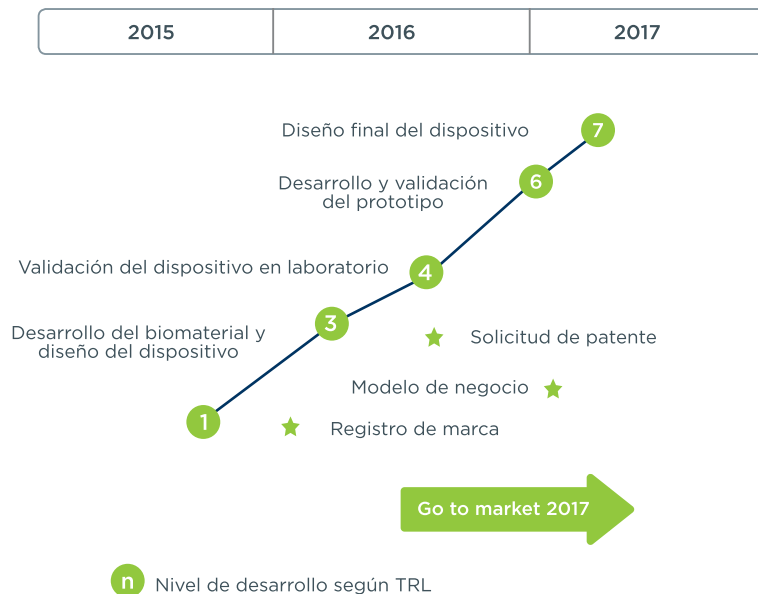 2015 2016 2017
Diseño final del dispositivo 7
Desarrollo y validación
del prototipo
6
Validación del dispositivo en laboratorio 4
3
Desarrollo del biomaterial y
diseño del dispositivo
Solicitud de patente
Modelo de negocio
1
Registro de marca
Go to market 2017
n Nivel de desarrollo según TRL